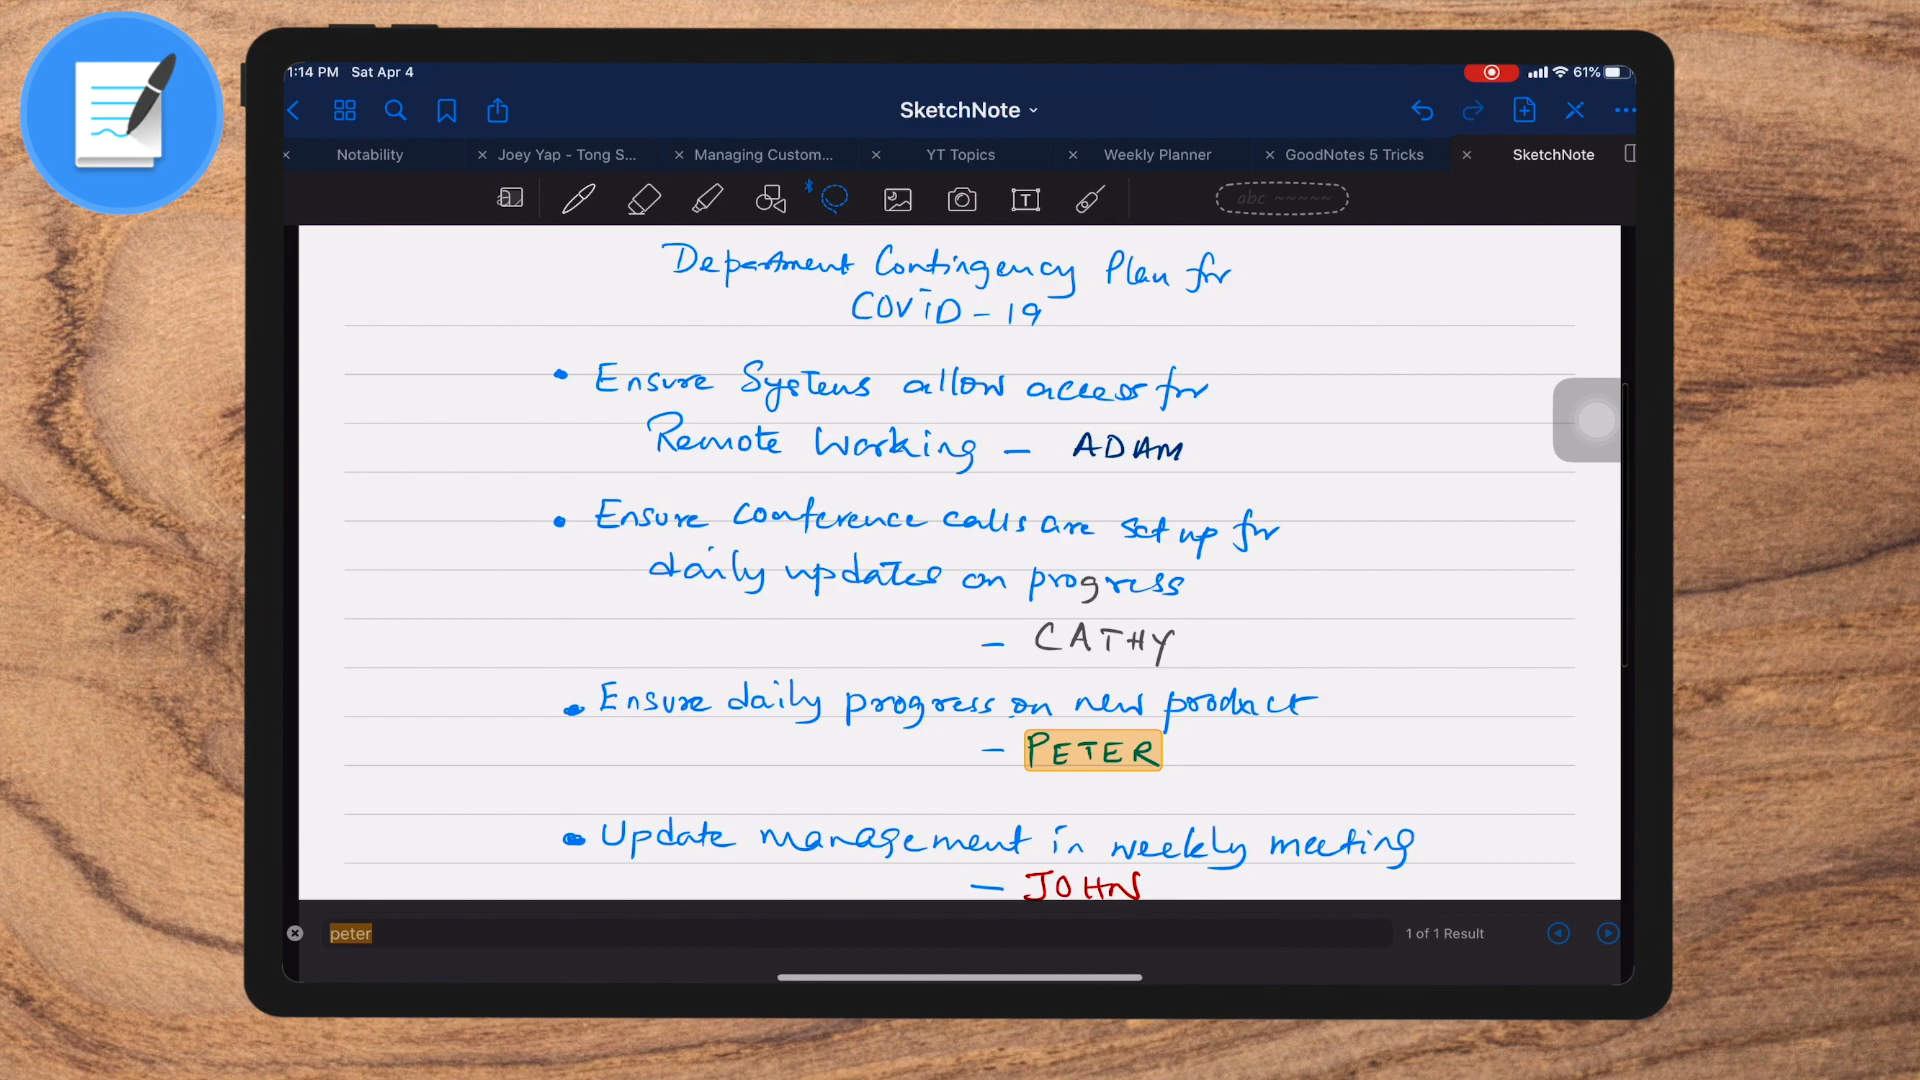 1:14 PM Sat Apr 4
61%
SketchNote
Notability
Joey Yap - Tong S...
Managing Custom...
YT Topics
Weekly Planner
GoodNotes 5 Tricks
SketchNote
T
abc
Department Contingency Plan for
COViD-19
• Ensure Systems allow access for
Remote Working - ADAM
• Ensure conference calls are set up for
daily updates on progress
- CATHY
• Ensure daily progress on new product
- PETER
• Update management in weekly meeting
- JOHN
peter
1 of 1 Result